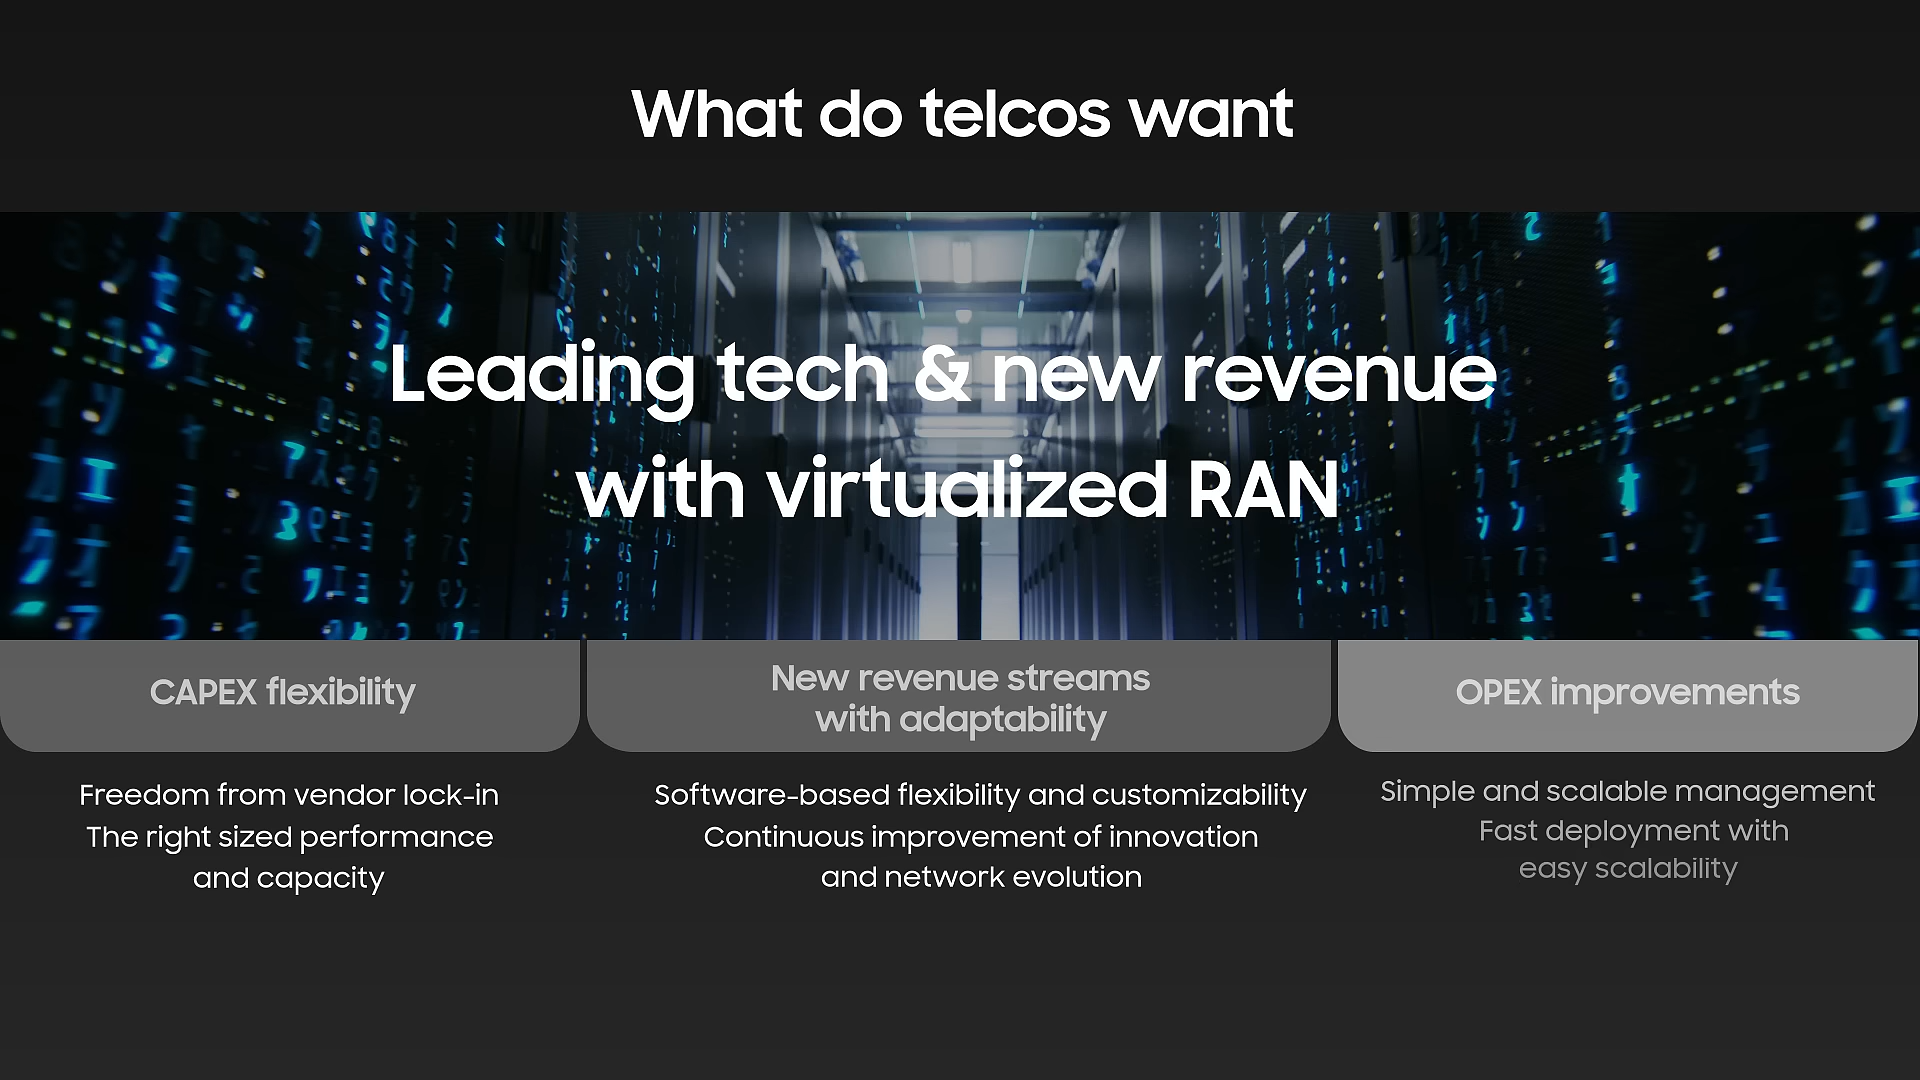 What do telcos want
Leading tech & new revenue
with virtualized RAN
CAPEX flexibility
Freedom from vendor lock-in
The right sized performance
and capacity
New revenue streams
with adaptability
Software-based flexibility and customizability
Continuous improvement of innovation
and network evolution
OPEX improvements
Simple and scalable management
Fast deployment with
easy scalability